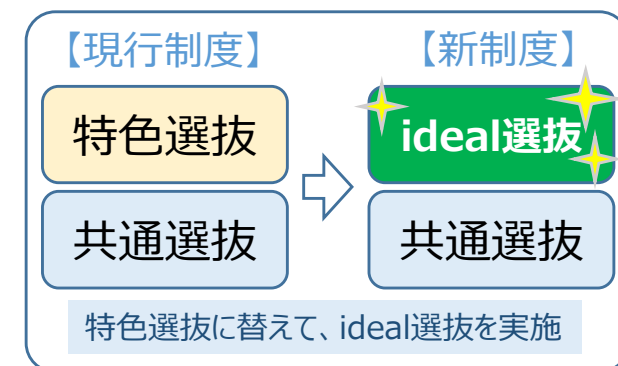 【現行制度】
【新制度】
特色選抜
ideal選抜
共通選抜
共通選抜
特色選抜に替えて、ideal選抜を実施